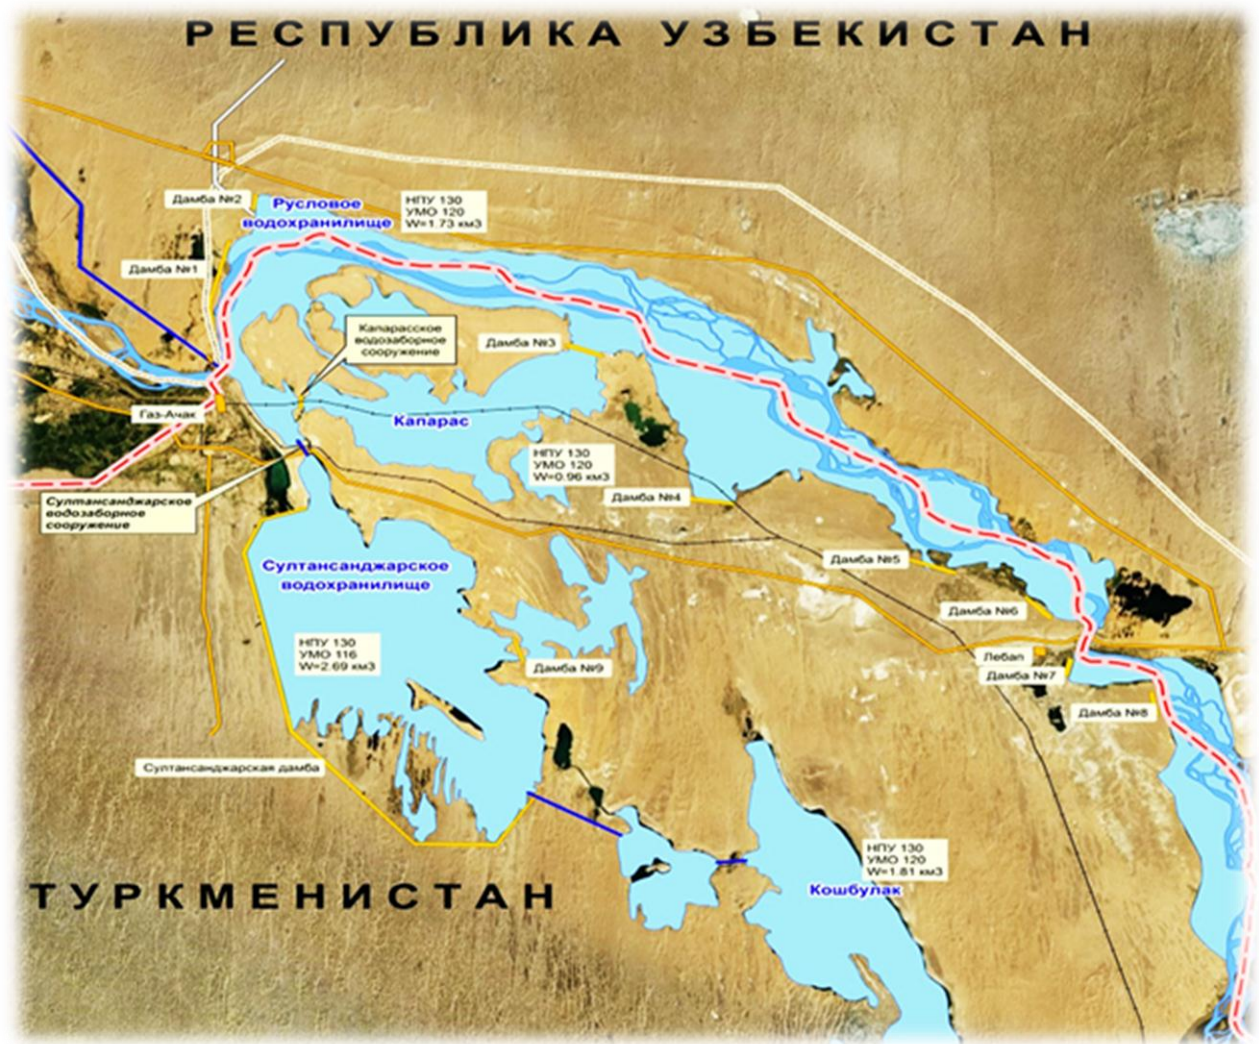 РЕСПУБЛИКА УЗБЕКИСТАН
Дамба №2
Русловое
водохранилище
НПУ 130
УМО 120
W=1.73 км3
Дамба №1
Капарасское
водозаборное
сооружение
Дамба №3
Газ-Ачак
Капарас
НПУ 130
УМО 120
W=0.96 км3
Дамба №4
Султансанджарское
водозаборное
сооружение
Султансанджарское
водохранилище
Дамба №5
Дамба №6
НПУ 130
УМО 116
W=2.69 км3
Лебап
Дамба №9
Дамба №7
Дамба №8
Султансанджарская дамба
НПУ 130
УМО 120
W=1.81 км3
Кошбулак
ТУРКМЕНИСТАН